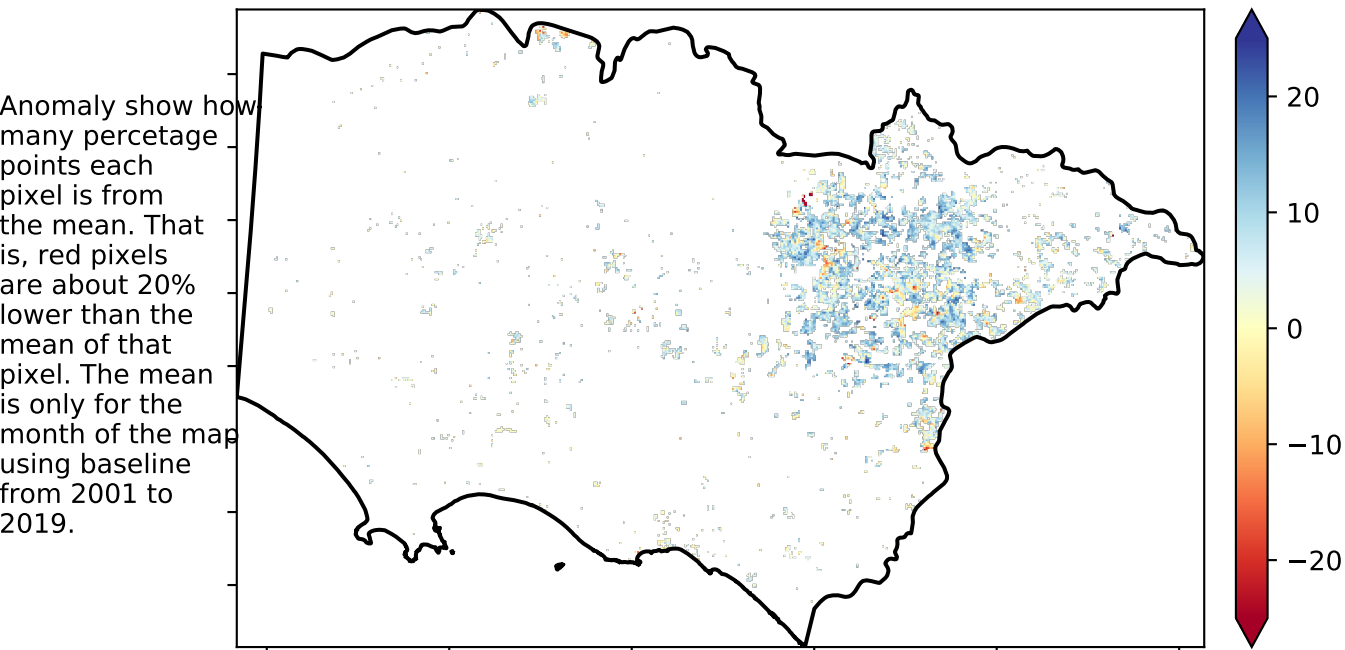 Anomaly show how
many percetage
points each
pixel is from
the mean. That
is, red pixels
are about 20%
lower than the
mean of that
pixel. The mean
is only for the
month of the map
using baseline
from 2001 to
2019.
20
10
0
−10
−20